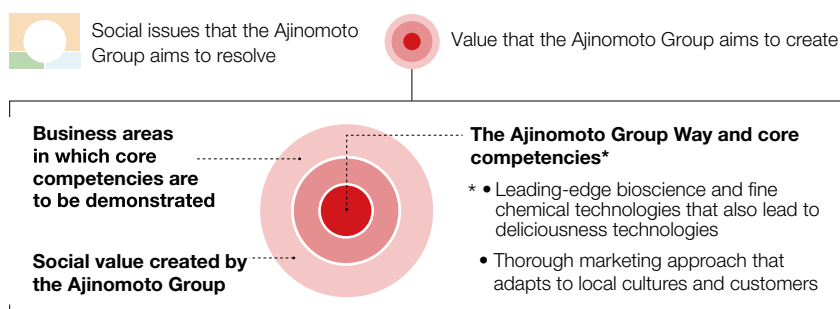 Social issues that the Ajinomoto
Group aims to resolve
Value that the Ajinomoto Group aims to create
Business areas
in which core
competencies are
to be demonstrated
Social value created by
the Ajinomoto Group
The Ajinomoto Group Way and core
competencies*
* • Leading-edge bioscience and fine
chemical technologies that also lead to
deliciousness technologies
• Thorough marketing approach that
adapts to local cultures and customers